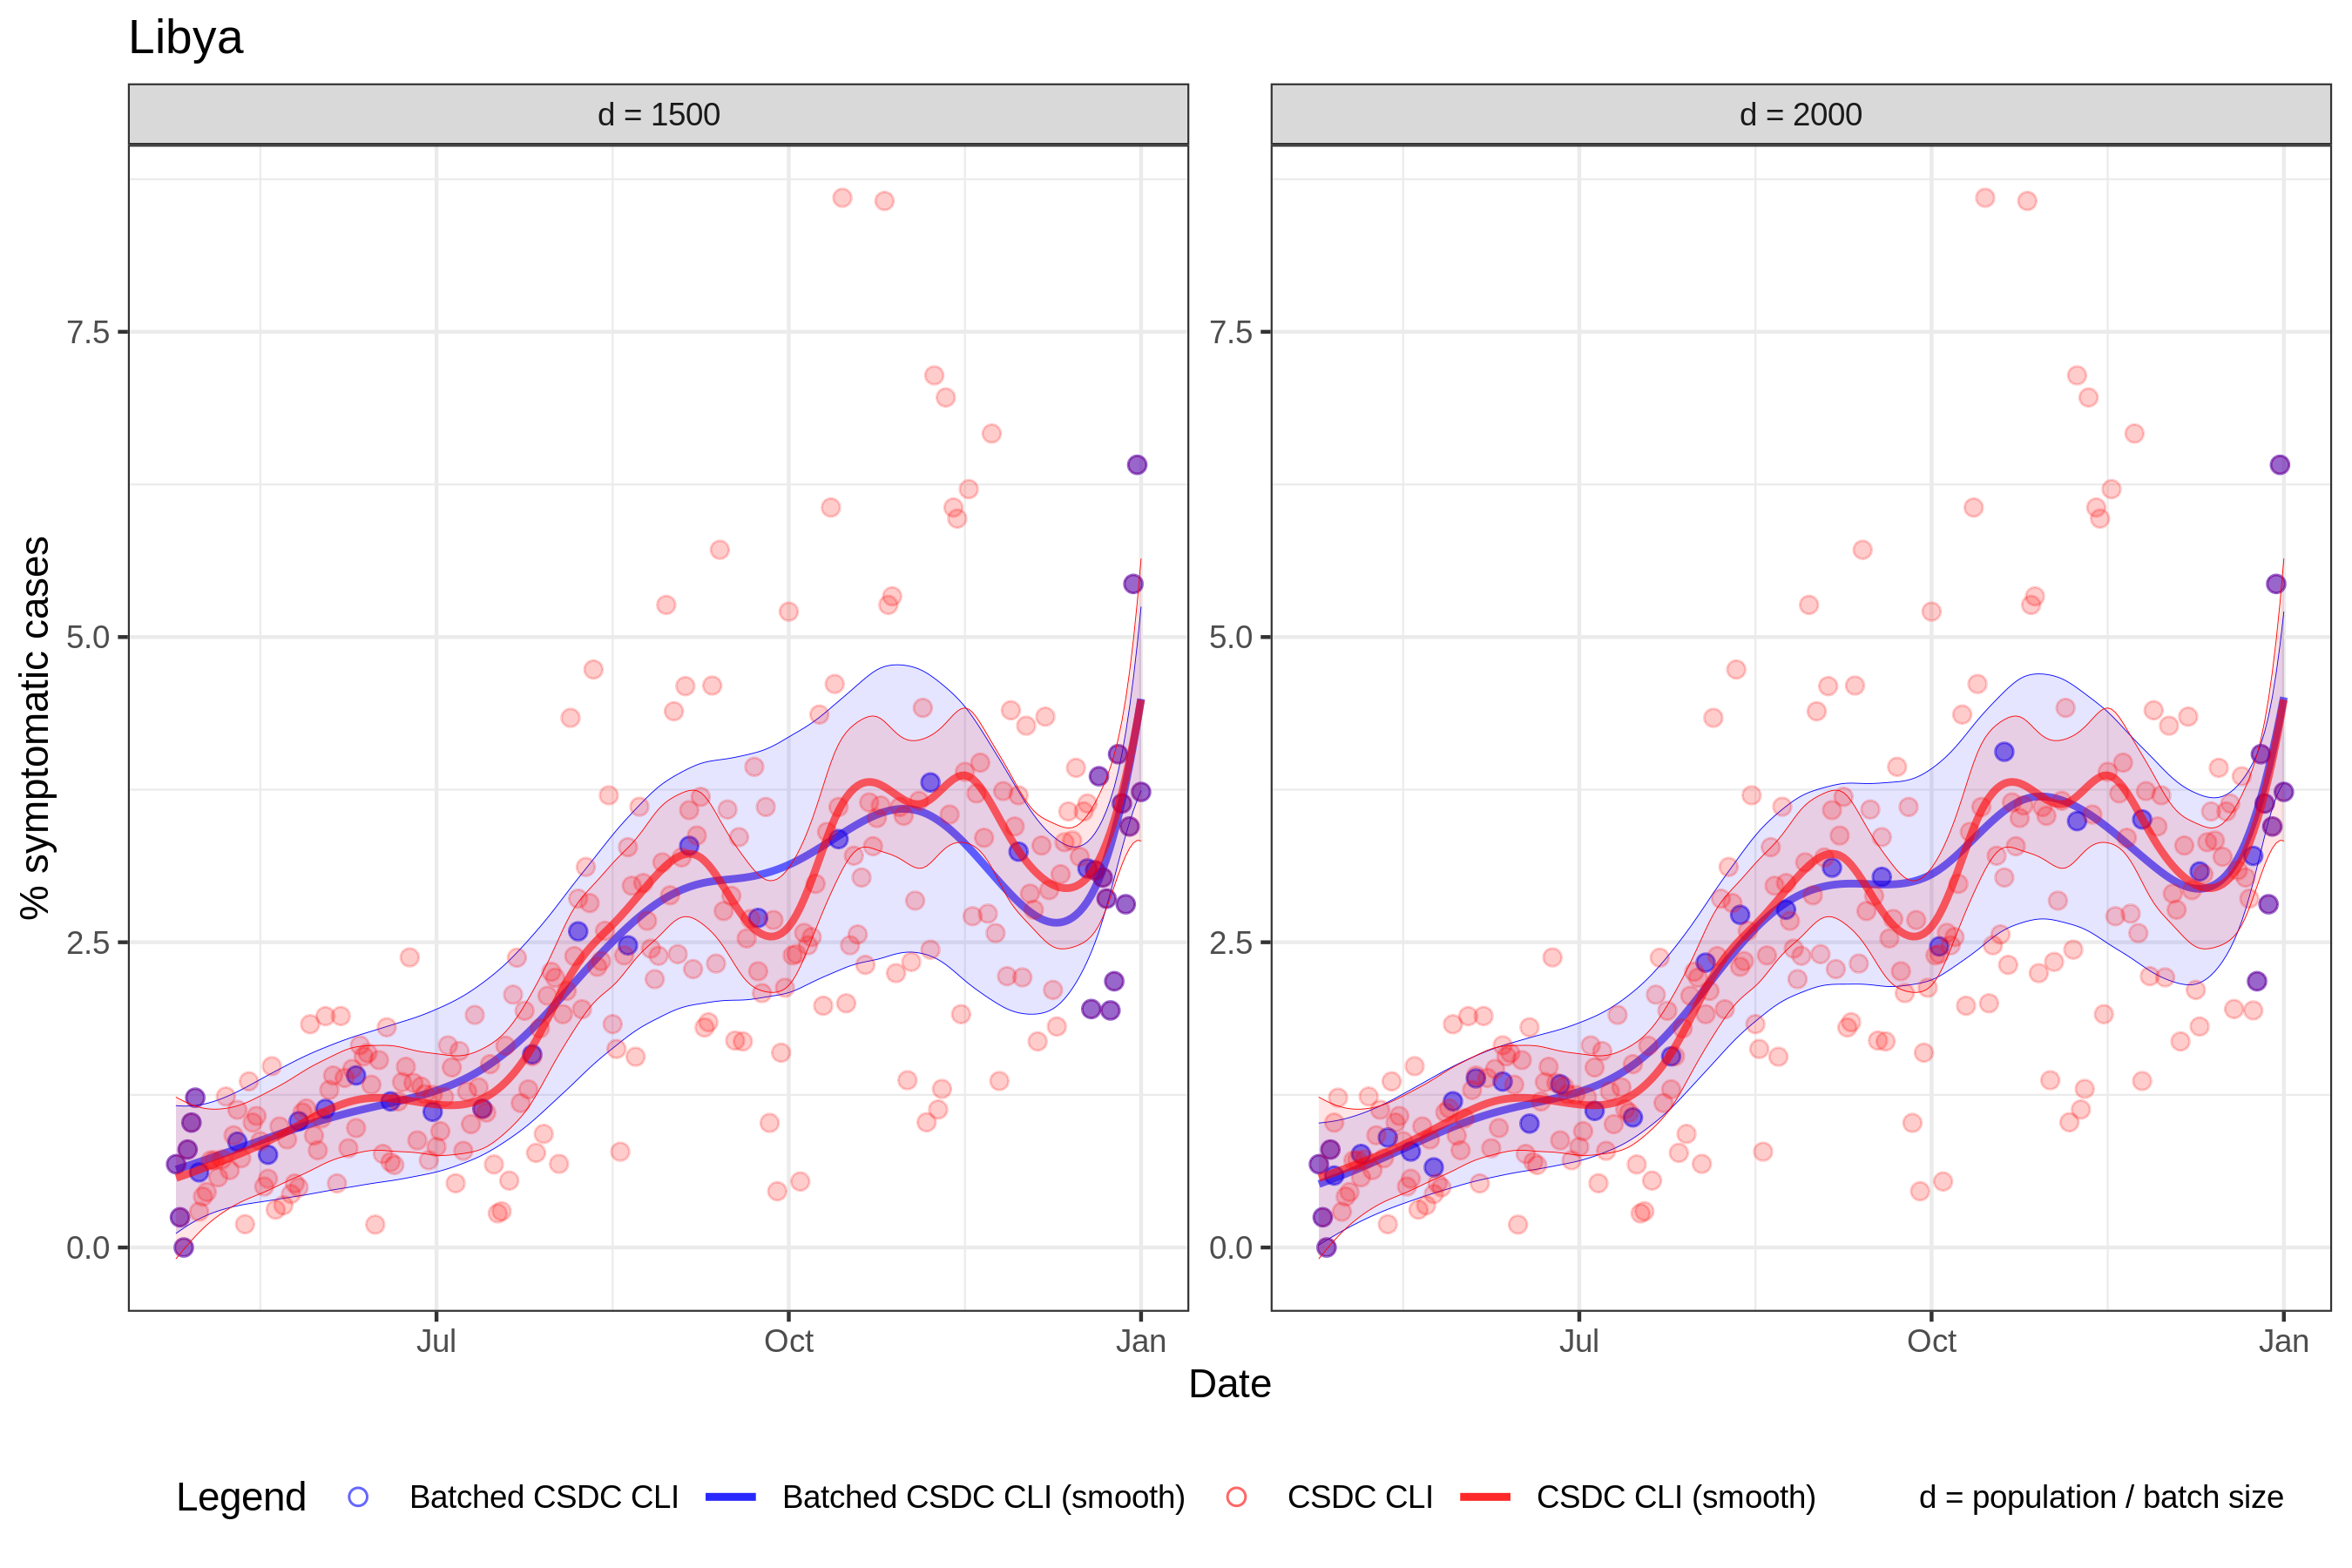 Libya
d = 1500
d = 2000
% symptomatic cases
7.5
5.0
2.5
0.0
7.5
5.0
2.5
0.0
Jul
Oct
Jan
Jul
Oct
Jan
Date
Legend
Batched CSDC CLI
Batched CSDC CLI (smooth)
CSDC CLI
CSDC CLI (smooth)
d = population / batch size